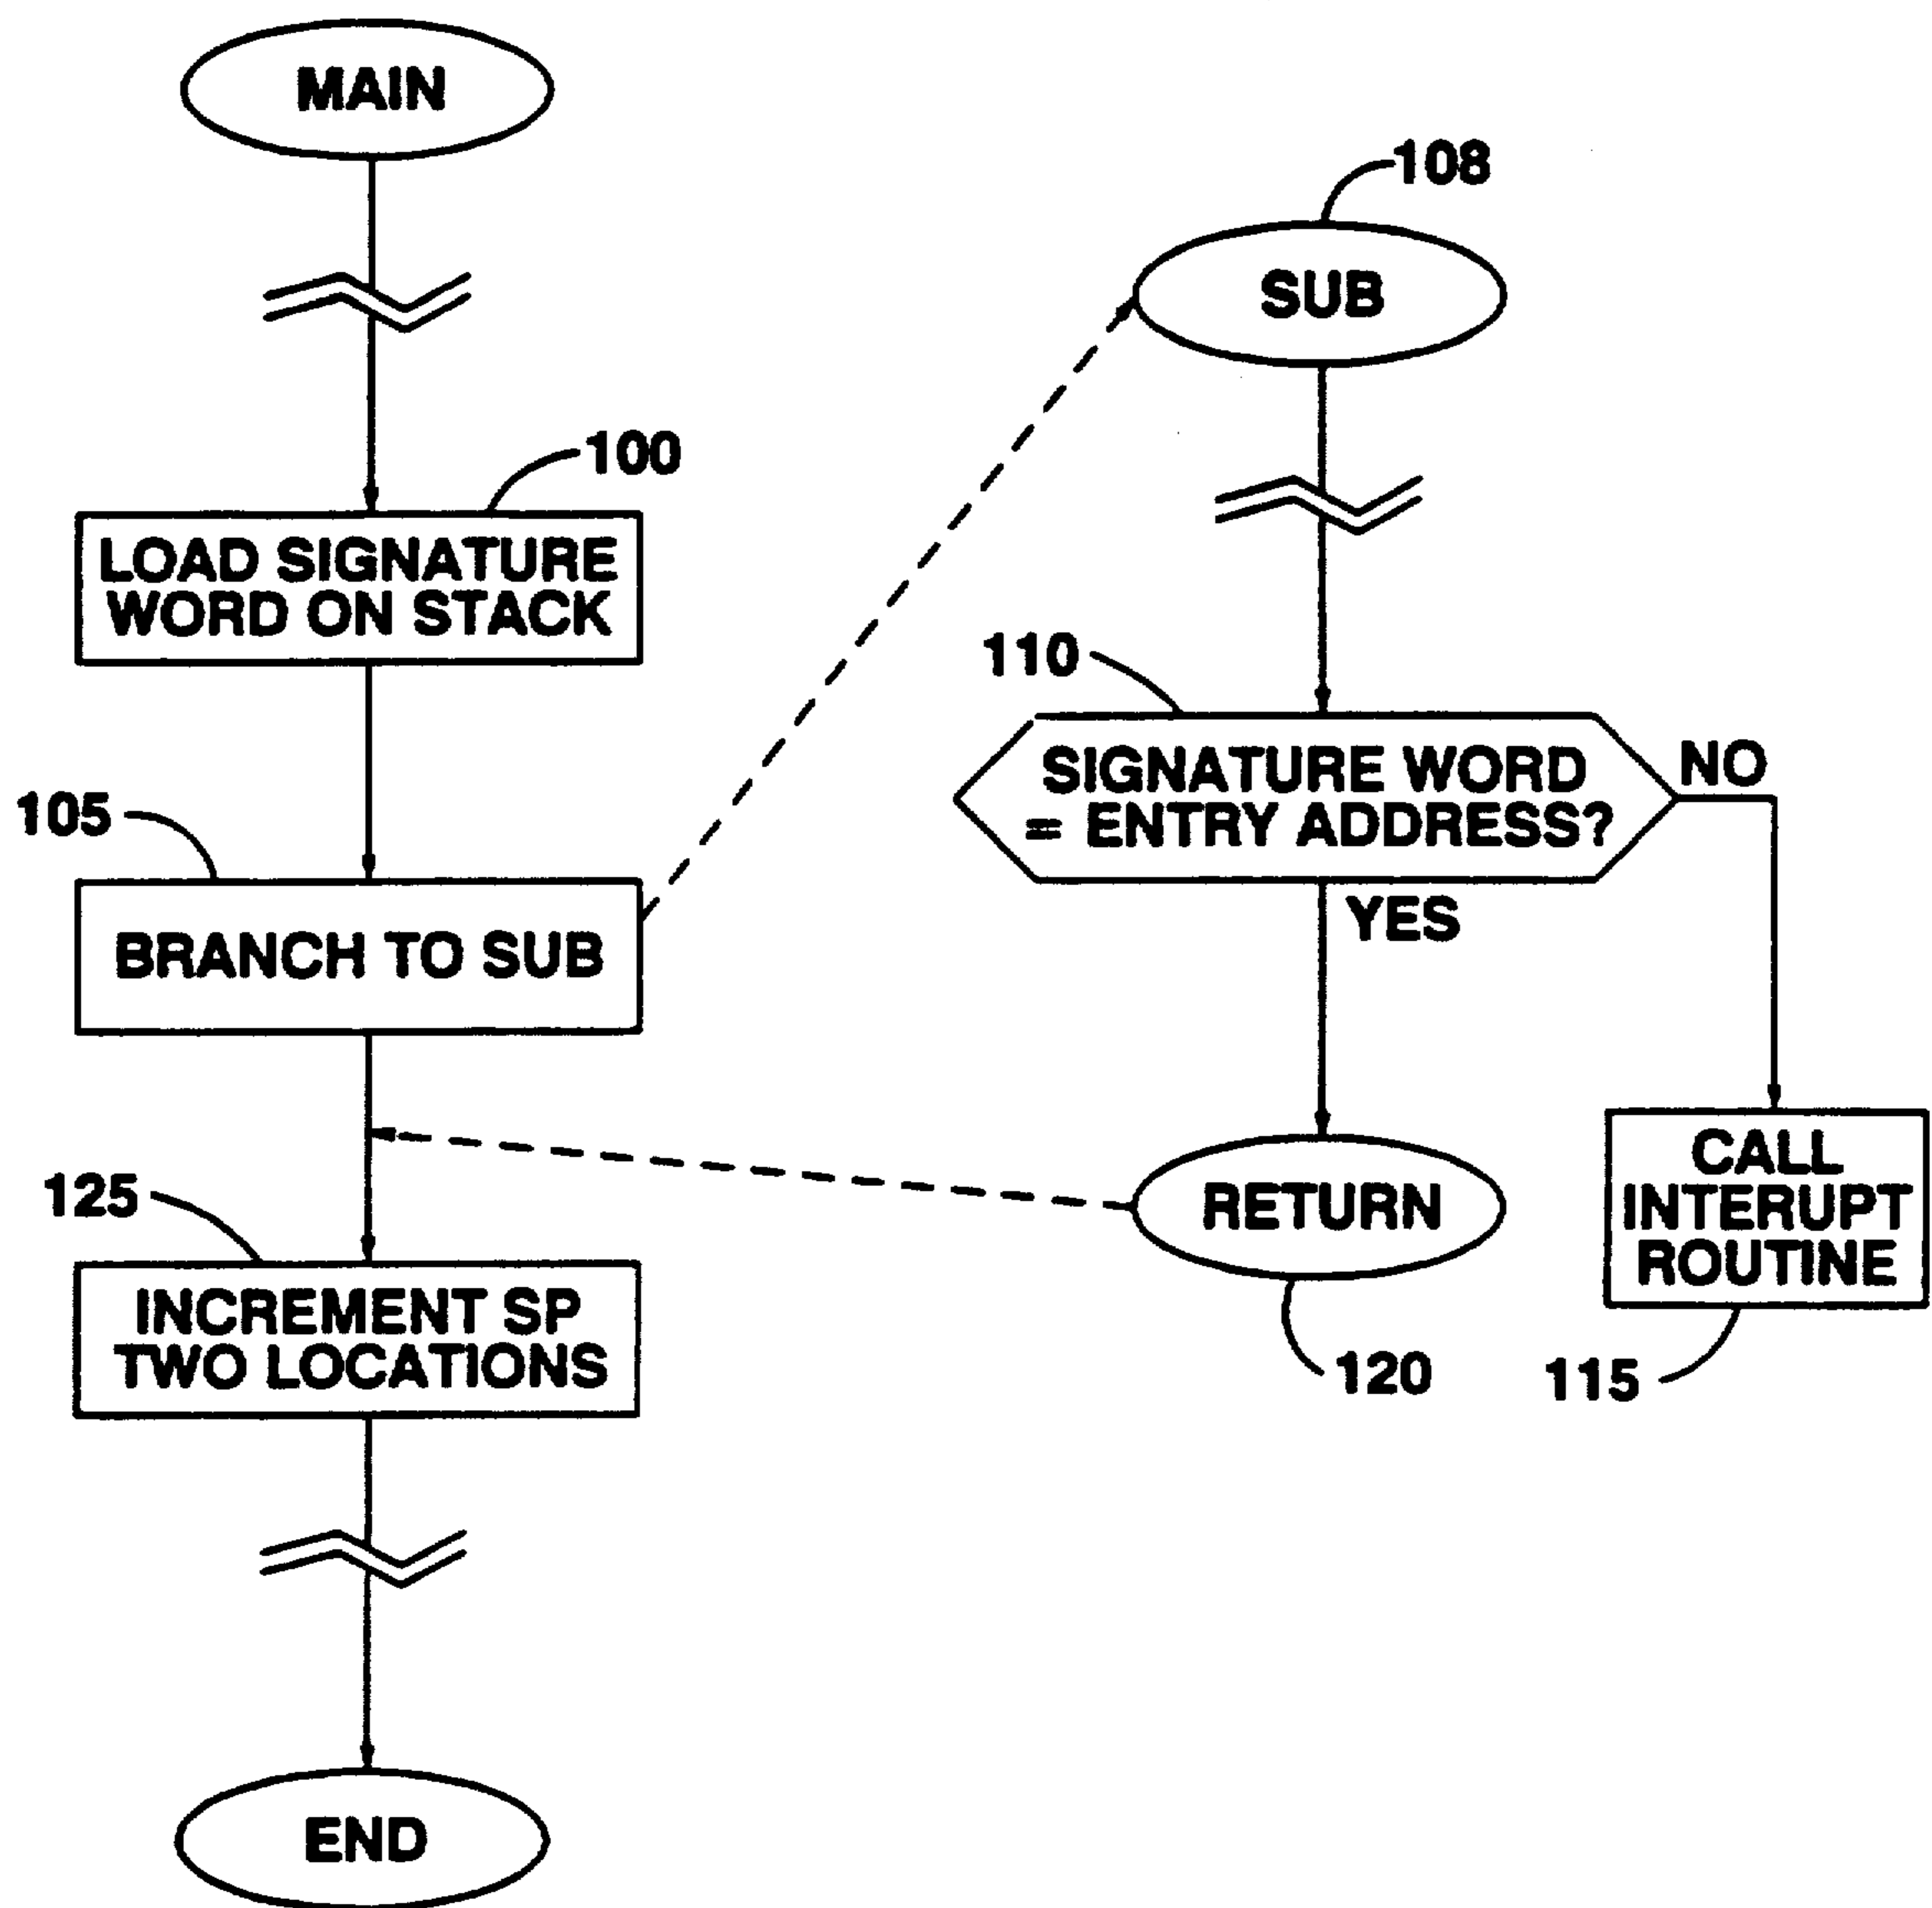 MAIN
100
LOAD SIGNATURE
WORD ON STACK
105
BRANCH TO SUB
125
INCREMENT SP
TWO LOCATIONS
END
108
SUB
110
SIGNATURE WORD
= ENTRY ADDRESS?
NO
YES
RETURN
120
CALL
INTERUPT
ROUTINE
115